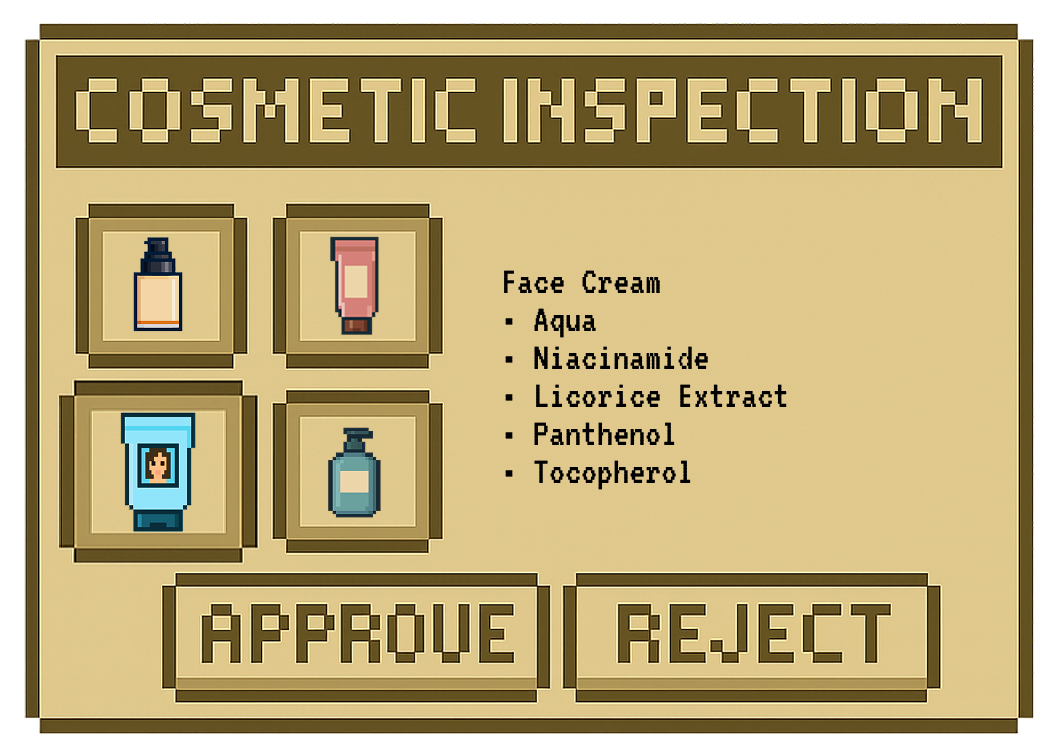 COSMETIC INSPECTION
Face Cream
▪ Aqua
▪ Niacinamide
▪ Licorice Extract
▪ Panthenol
▪ Tocopherol
APPROVE
REJECT